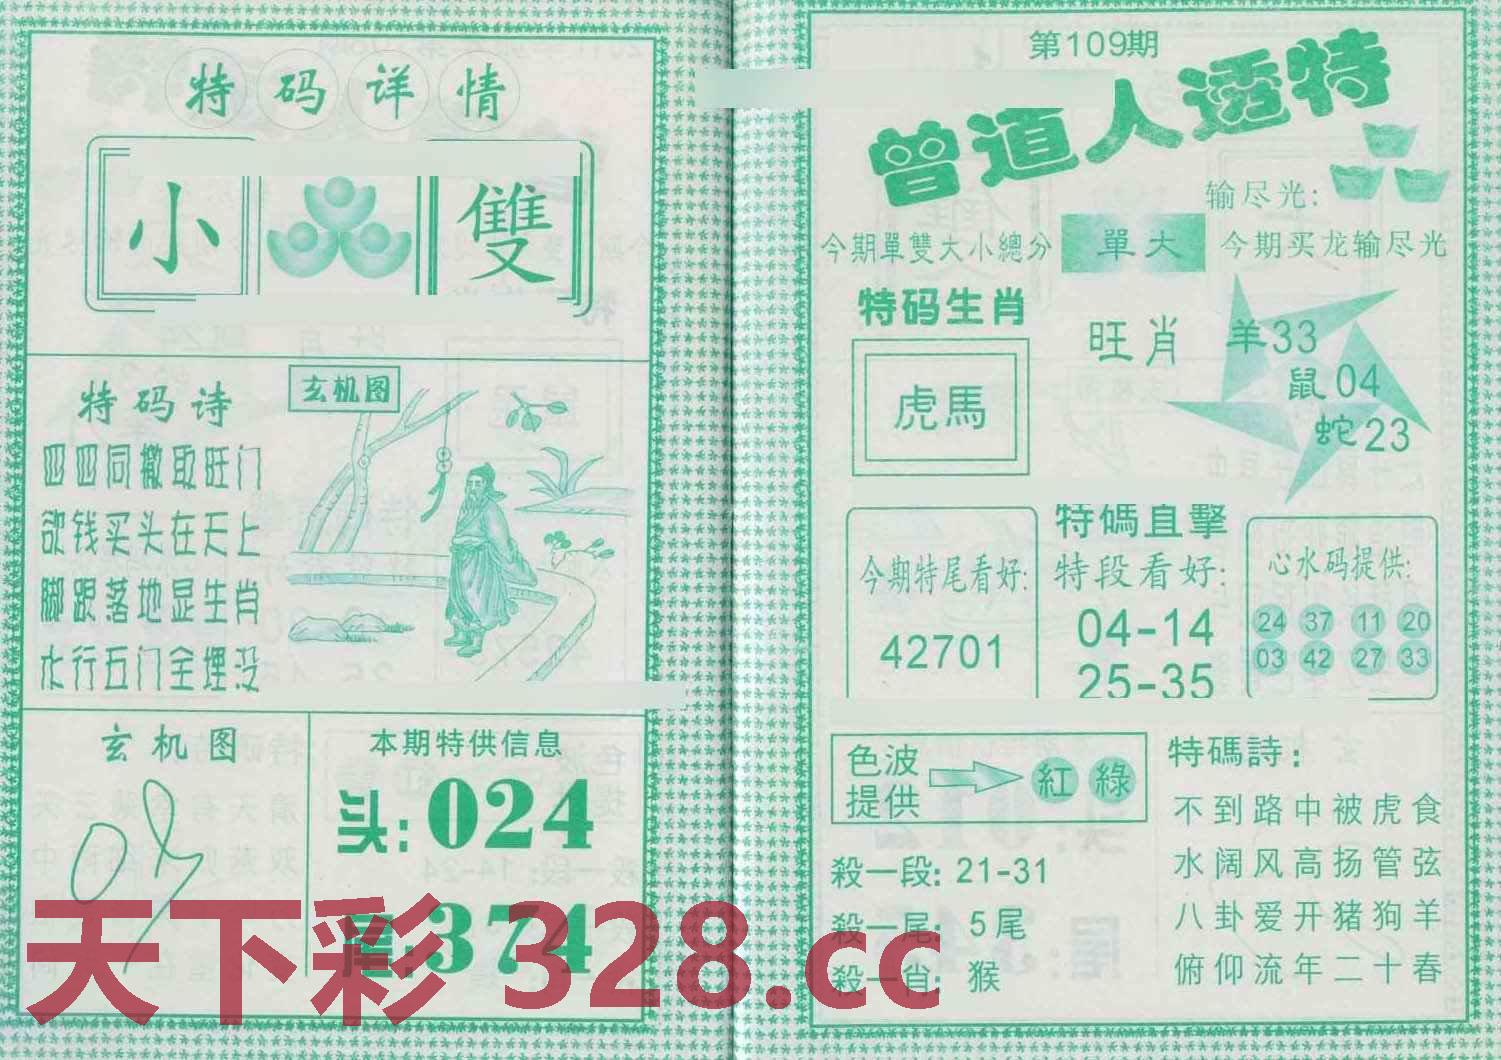 特码详情
小 雙
特码诗
玄机图
四四同撇取旺门
欲钱买头在天上
脚跟落地显生肖
火行五门全埋没
玄机图
本期特供信息
头:024
尾:374
第109期
曾道人透特
输尽光:
今期單雙大小總分
單大
今期买龙输尽光
特码生肖
虎馬
旺肖
羊33
鼠04
蛇23
今期特尾看好:
42701
特碼直擊
特段看好:
04-14
25-35
心水码提供:
24 37 11 20
03 42 27 33
色波
提供
紅 綠
殺一段: 21-31
殺一尾: 5尾
殺一肖: 猴
特碼詩:
不到路中被虎食
水阔风高扬管弦
八卦爱开猪狗羊
俯仰流年二十春
天下彩 328.cc